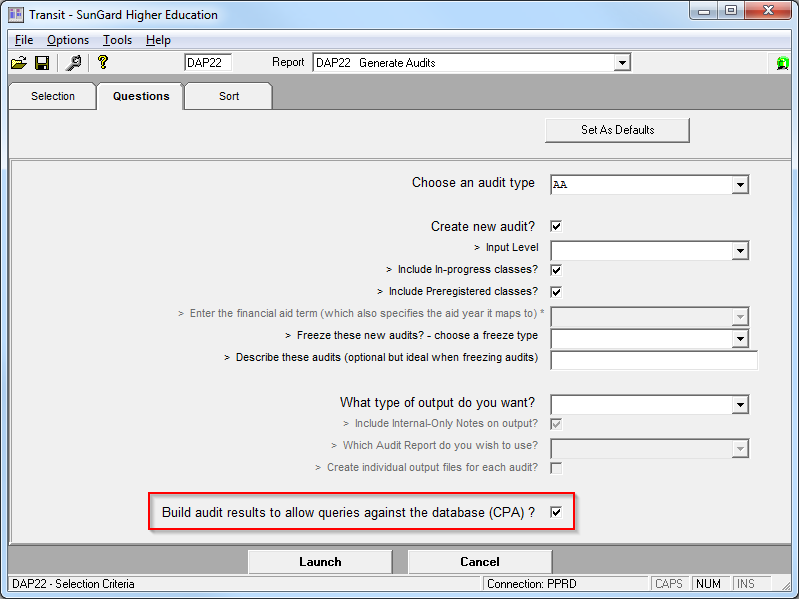 Transit - SunGard Higher Education
File Options Tools Help
DAP22 Report DAP22 Generate Audits
Selection Questions Sort
Set As Defaults
Choose an audit type AA
Create new audit?
> Input Level
> Include In-progress classes?
> Include Preregistered classes?
> Enter the financial aid term (which also specifies the aid year it maps to) *
> Freeze these new audits? - choose a freeze type
> Describe these audits (optional but ideal when freezing audits)
What type of output do you want?
> Include Internal-Only Notes on output?
> Which Audit Report do you wish to use?
> Create individual output files for each audit?
Build audit results to allow queries against the database (CPA) ?
Launch Cancel
DAP22 - Selection Criteria Connection: PPRD CAPS NUM INS